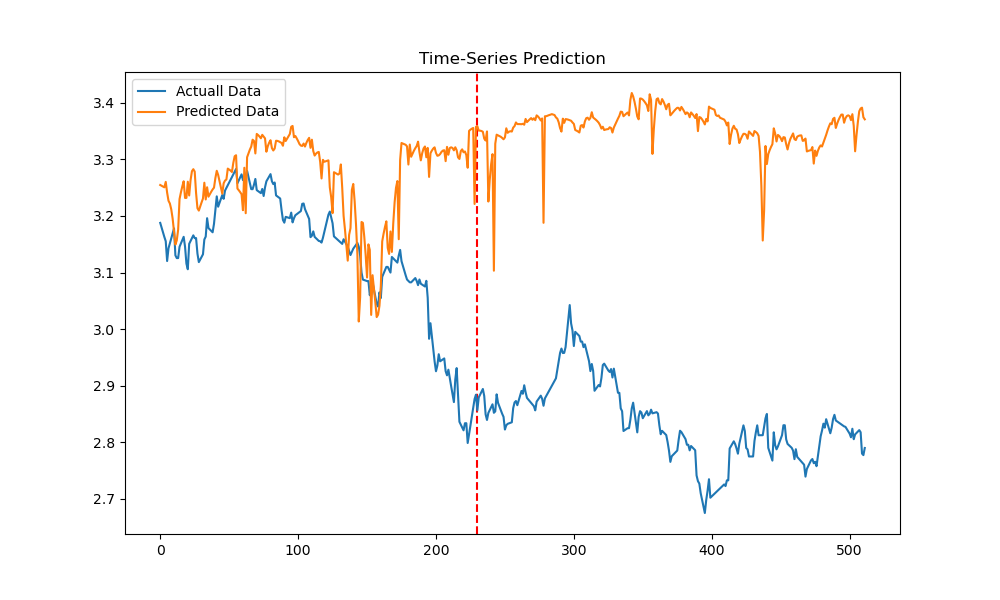 Time-Series Prediction
Actuall Data
Predicted Data
3.4
3.3
3.2
3.1
3.0
2.9
2.8
2.7
0 100 200 300 400 500